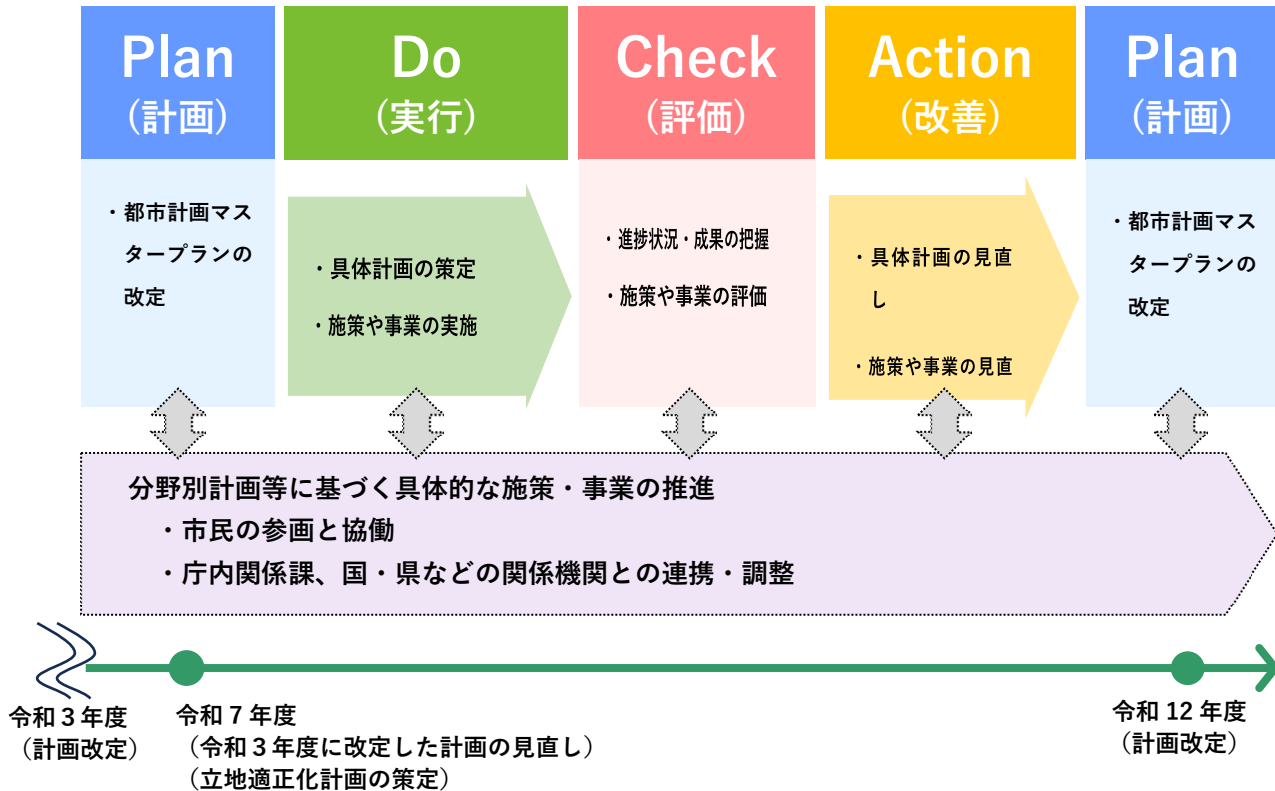 Plan
（計画）
・都市計画マス
タープランの
改定
Do
（実行）
・具体計画の策定
・施策や事業の実施
Check
（評価）
・進捗状況・成果の把握
・施策や事業の評価
Action
（改善）
・具体計画の見直
し
・施策や事業の見直
Plan
（計画）
・都市計画マス
タープランの
改定
分野別計画等に基づく具体的な施策・事業の推進
・市民の参画と協働
・庁内関係課、国・県などの関係機関との連携・調整
令和３年度
（計画改定）
令和７年度
（令和３年度に改定した計画の見直し）
（立地適正化計画の策定）
令和 12 年度
（計画改定）